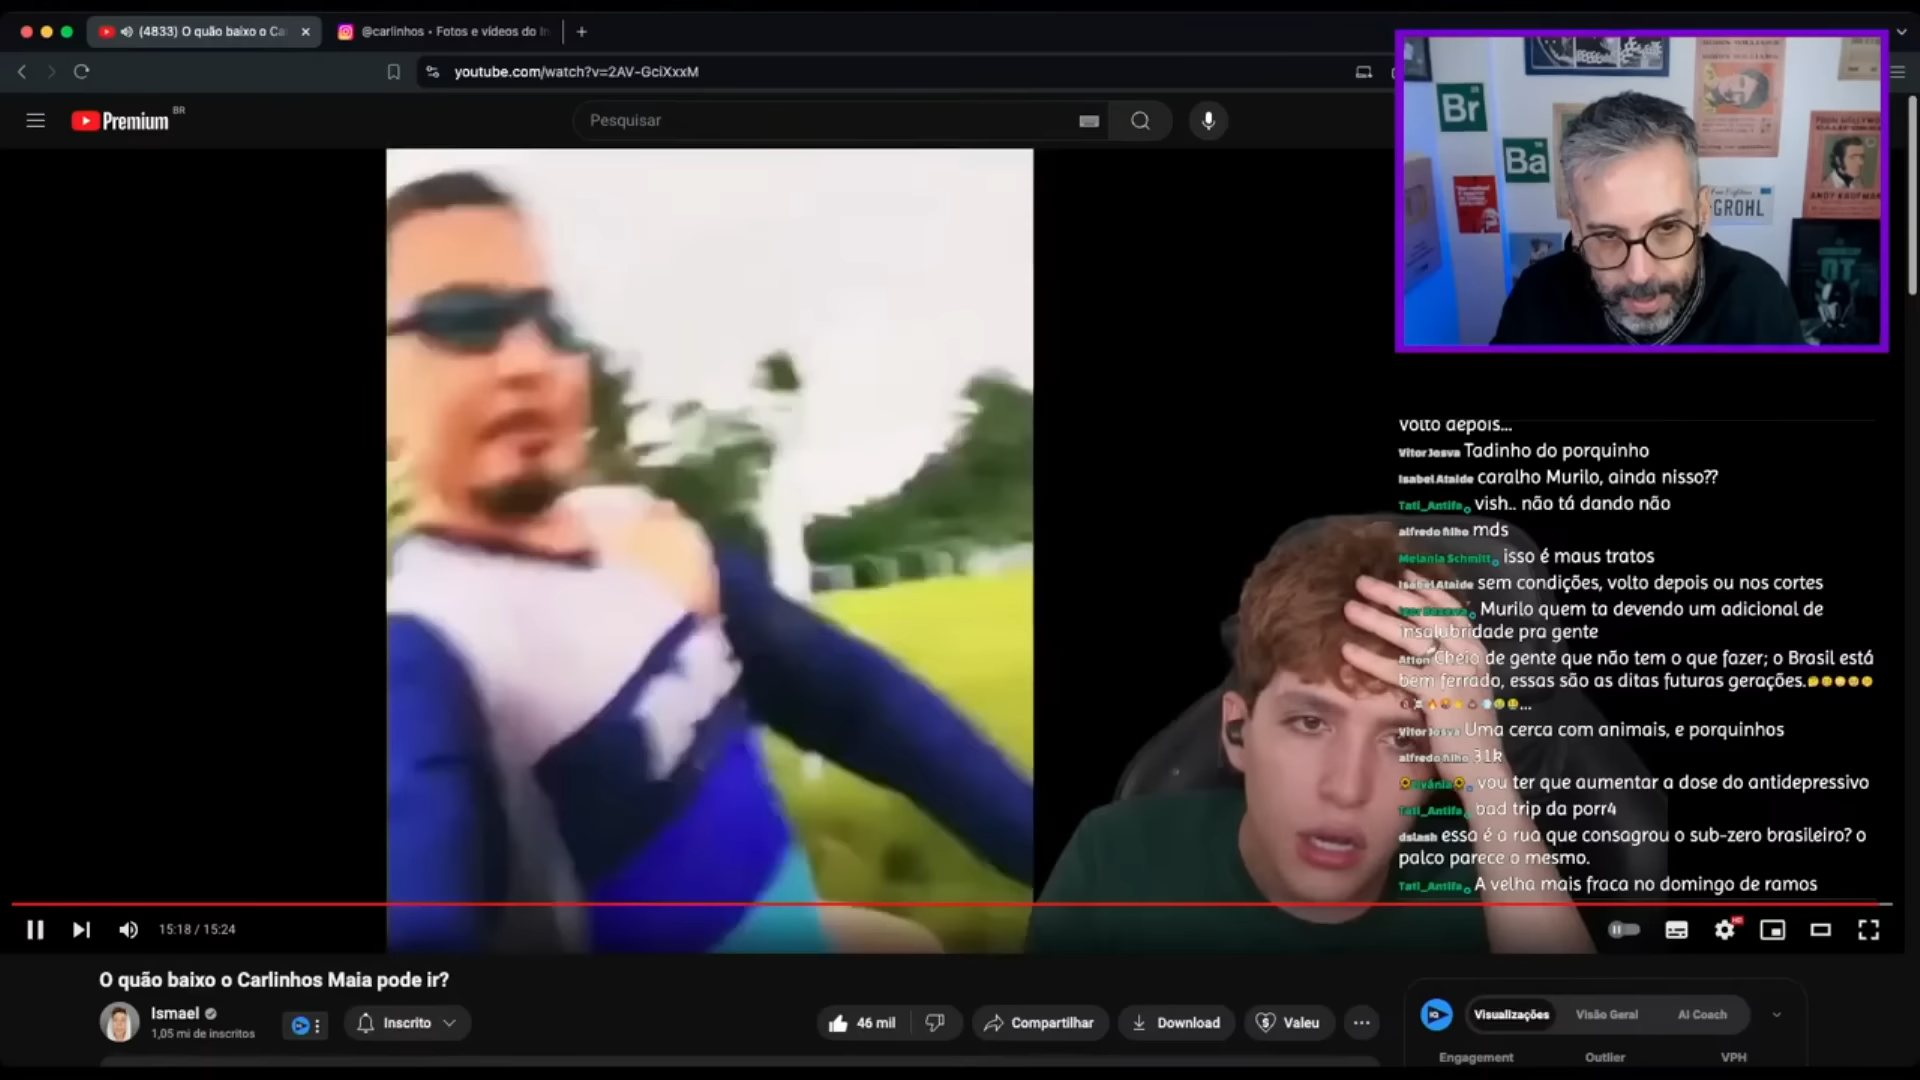 (4833) O quão baixo o Ca
@carlinhos • Fotos e vídeos do In
youtube.com/watch?v=2AV-GciXxxM
Premium
BR
Pesquisar
Br
Ba
GROHL
ANDY KAUFMAN
volto depois...
Vitor Josva Tadinho do porquinho
Isabel Ataide caralho Murilo, ainda nisso??
Tati_Antifa vish.. não tá dando não
alfredo filho mds
Melania Schmitt isso é maus tratos
Isabel Ataide sem condições, volto depois ou nos cortes
Murilo quem ta devendo um adicional de
insalubridade pra gente
Cheio de gente que não tem o que fazer; o Brasil está
bem ferrado, essas são as ditas futuras gerações.
...
Vitor Josva Uma cerca com animais, e porquinhos
alfredo filho 31k
vou ter que aumentar a dose do antidepressivo
Tati_Antifa bad trip da porr4
dslash essa é a rua que consagrou o sub-zero brasileiro? o
palco parece o mesmo.
Tati_Antifa A velha mais fraca no domingo de ramos
15:18 / 15:24
HD
O quão baixo o Carlinhos Maia pode ir?
Ismael
1,05 mi de inscritos
Inscrito
46 mil
Compartilhar
Download
Valeu
IQ
Visualizações
Visão Geral
AI Coach
Engagement
Outlier
VPH